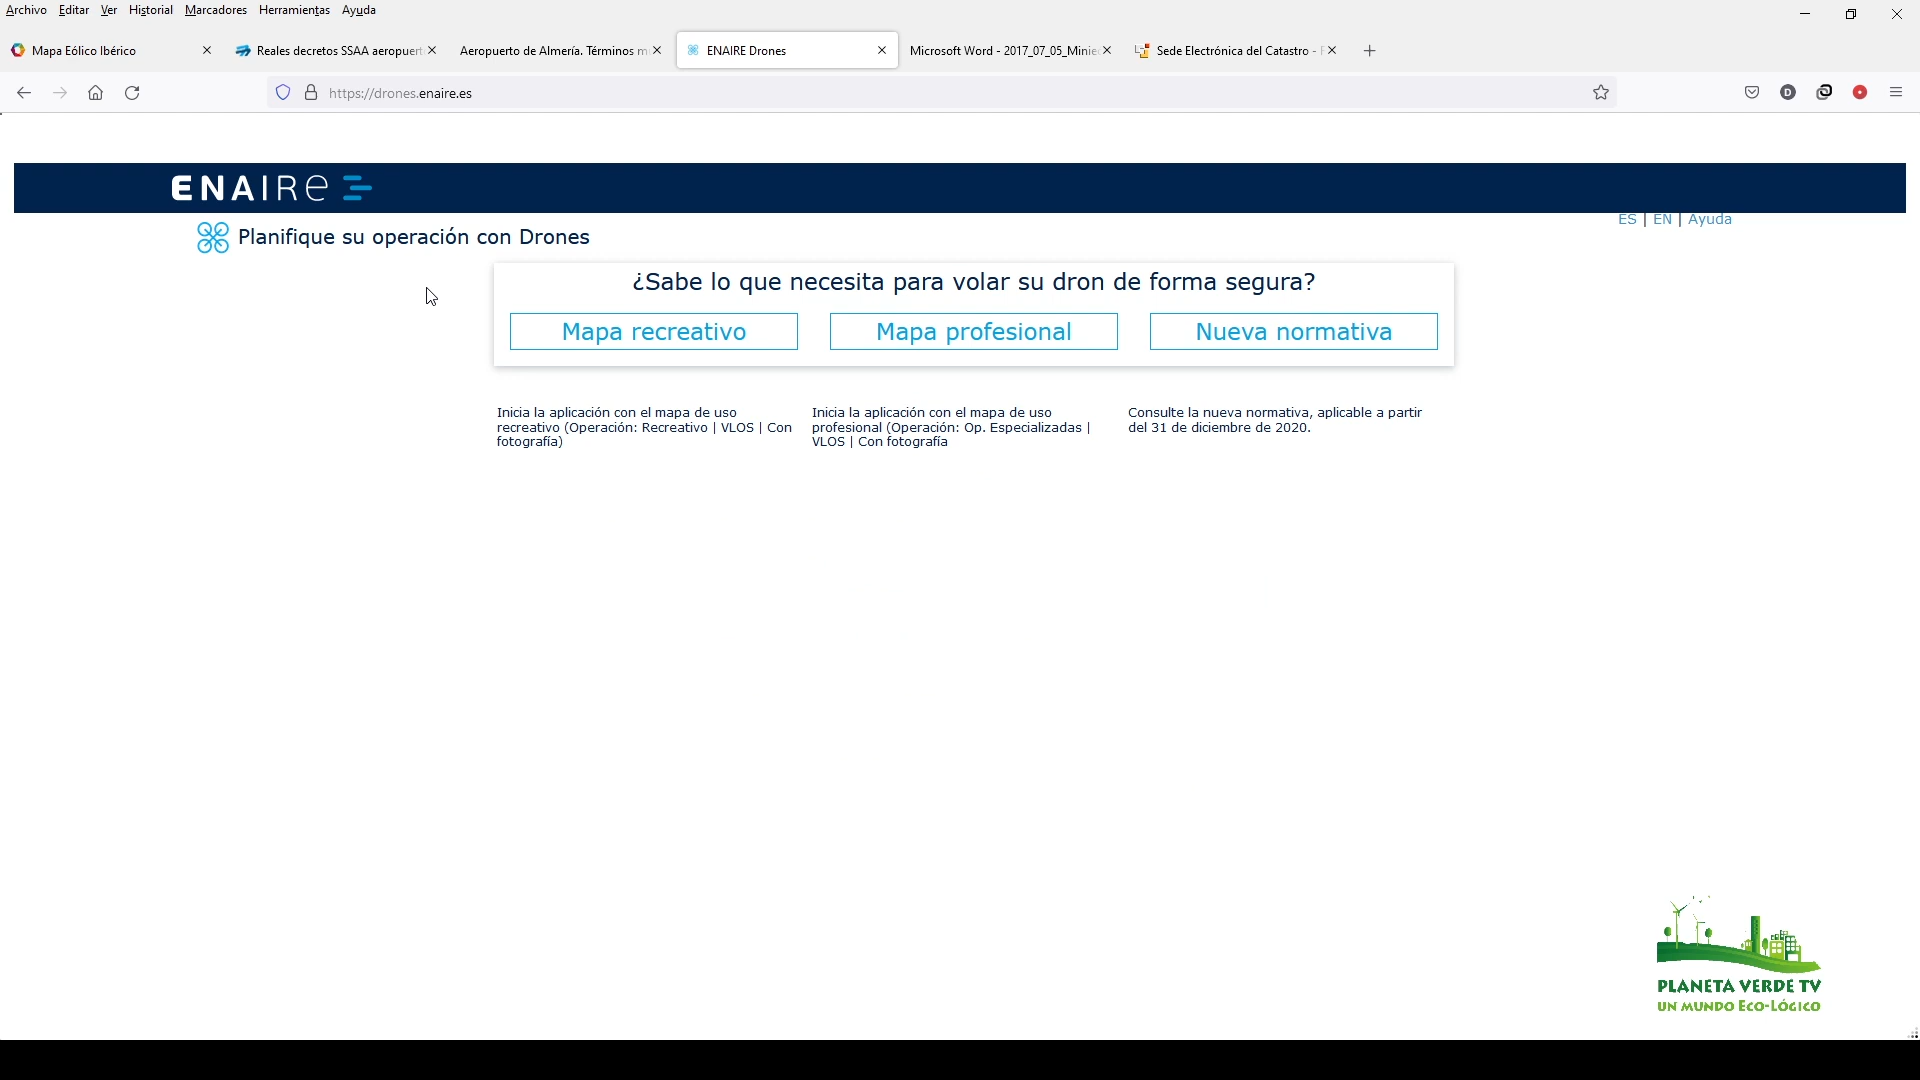 Archivo Editar Ver Historial Marcadores Herramientas Ayuda
Mapa Eólico Ibérico
Reales decretos SSAA aeropuert
Aeropuerto de Almería. Términos m
ENAIRE Drones
Microsoft Word - 2017_07_05_Minie
Sede Electrónica del Catastro -
https://drones.enaire.es
D
ENAIRe
ES | EN | Ayuda
Planifique su operación con Drones
¿Sabe lo que necesita para volar su dron de forma segura?
Mapa recreativo
Mapa profesional
Nueva normativa
Inicia la aplicación con el mapa de uso
recreativo (Operación: Recreativo | VLOS | Con
fotografía)
Inicia la aplicación con el mapa de uso
profesional (Operación: Op. Especializadas |
VLOS | Con fotografía
Consulte la nueva normativa, aplicable a partir
del 31 de diciembre de 2020.
PLANETA VERDE TV
UN MUNDO ECO-LÓGICO